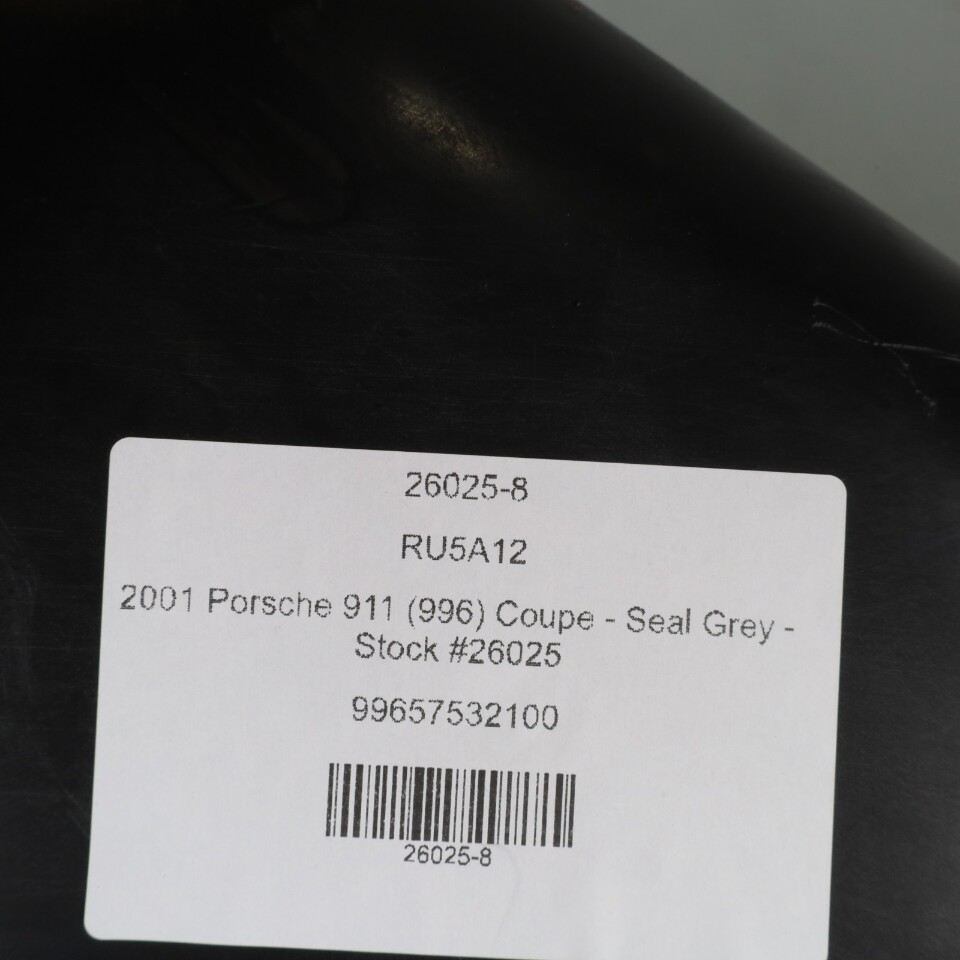 26025-8
RU5A12
2001 Porsche 911 (996) Coupe - Seal Grey -
Stock #26025
99657532100
26025-8